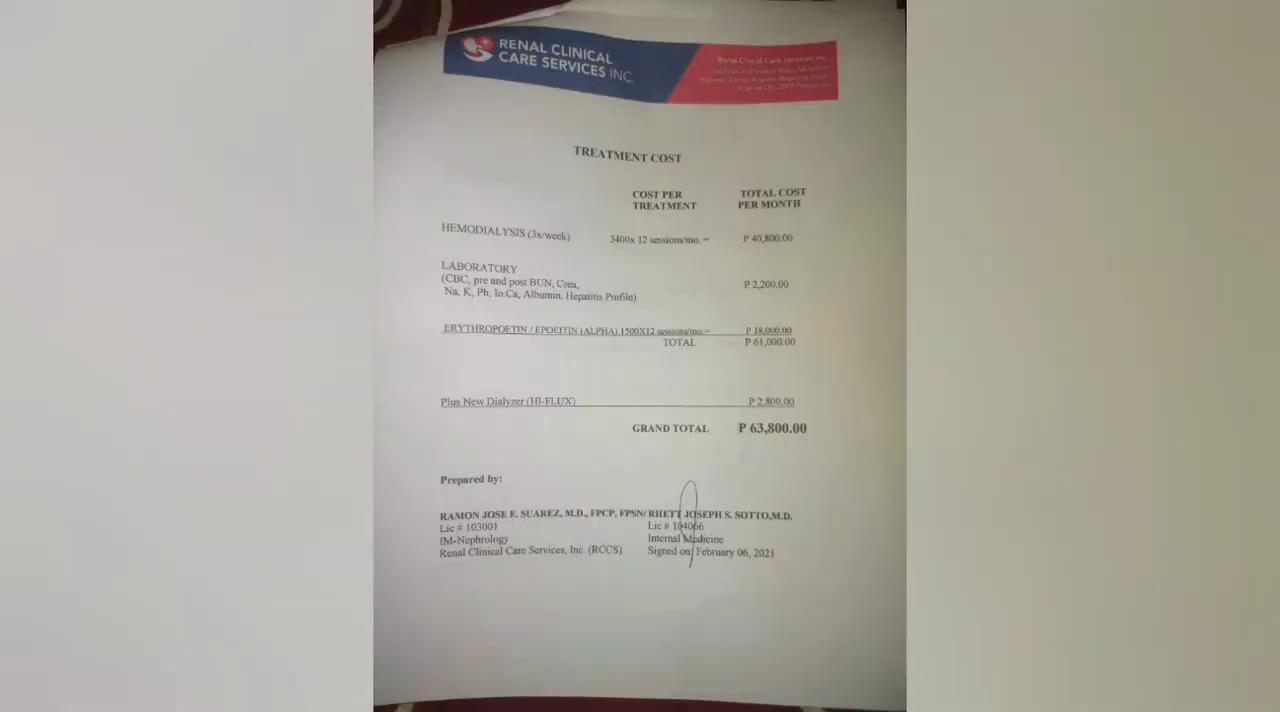 RENAL CLINICAL
CARE SERVICES INC.
Renal Clinical Care Services Inc.
TREATMENT COST
COST PER TREATMENT
TOTAL COST PER MONTH
HEMODIALYSIS (3x/week) 3400x 12 sessions/mo. = P 40,800.00
LABORATORY
(CBC, pre and post BUN, Crea, P 2,200.00
Na, K, Ph, Io.Ca, Albumin, Hepatitis Profile)
ERYTHROPOETIN / EPOEITIN (ALPHA) 1500X12 sessions/mo.= P 18,000.00
TOTAL P 61,000.00
Plus New Dialyzer (HI-FLUX) P 2,800.00
GRAND TOTAL P 63,800.00
Prepared by:
RAMON JOSE F. SUAREZ, M.D., FPCP, FPSN/ RHETT JOSEPH S. SOTTO,M.D.
Lic # 103001 Lic # 104066
IM-Nephrology Internal Medicine
Renal Clinical Care Services, Inc (RCCS) Signed on: February 06, 2021